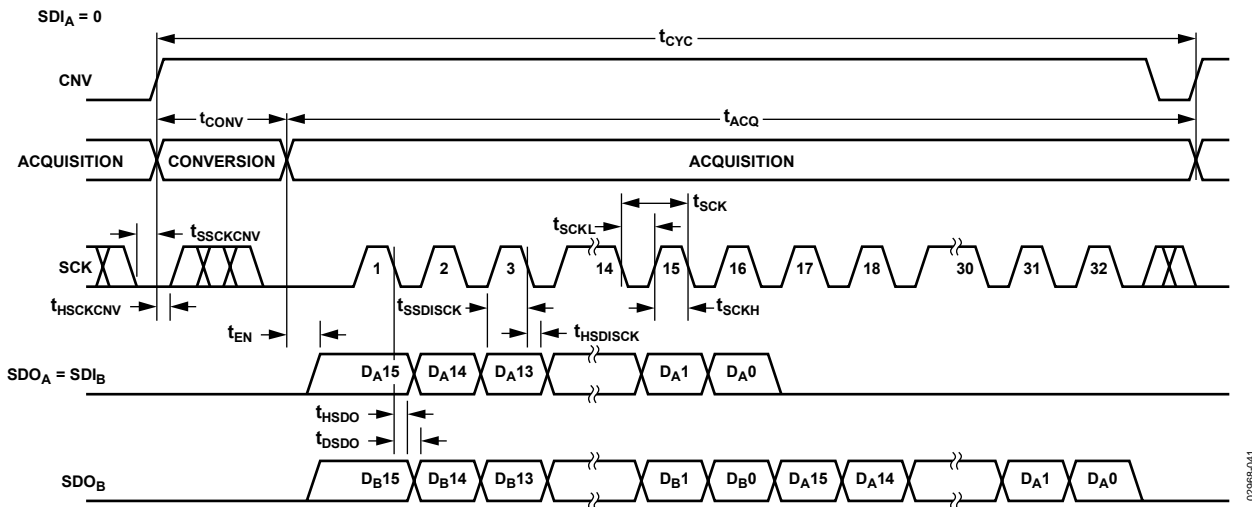 SDIA = 0
tCYC
CNV
tCONV
tACQ
ACQUISITION CONVERSION ACQUISITION
tSCK
tSCKL
tSSCKCNV
SCK 1 2 3 14 15 16 17 18 30 31 32
tHSCKCNV
tSSDISCK
tSCKH
tEN
tHSDISCK
SDOA = SDIB DA15 DA14 DA13 DA1 DA0
tHSDO
tDSDO
SDOB DB15 DB14 DB13 DB1 DB0 DA15 DA14 DA1 DA0
02968-041